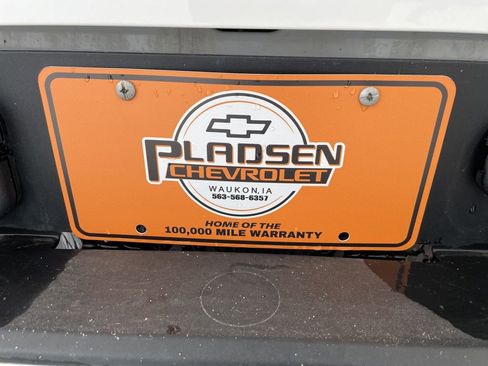 PLADSEN
CHEVROLET
WAUKON, IA
563-568-6357
HOME OF THE
100,000 MILE WARRANTY